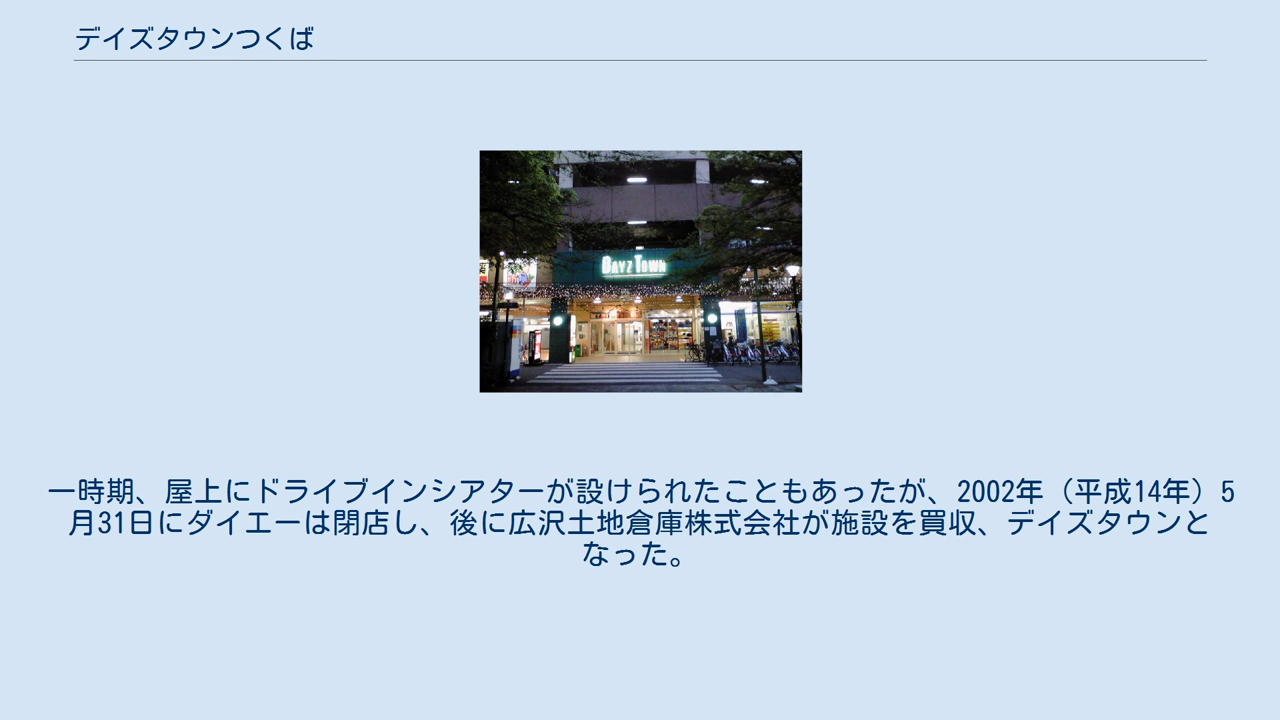 デイズタウンつくば
DAYZ TOWN
一時期、屋上にドライブインシアターが設けられたこともあったが、2002年（平成14年）5
月31日にダイエーは閉店し、後に広沢土地倉庫株式会社が施設を買収、デイズタウンと
なった。